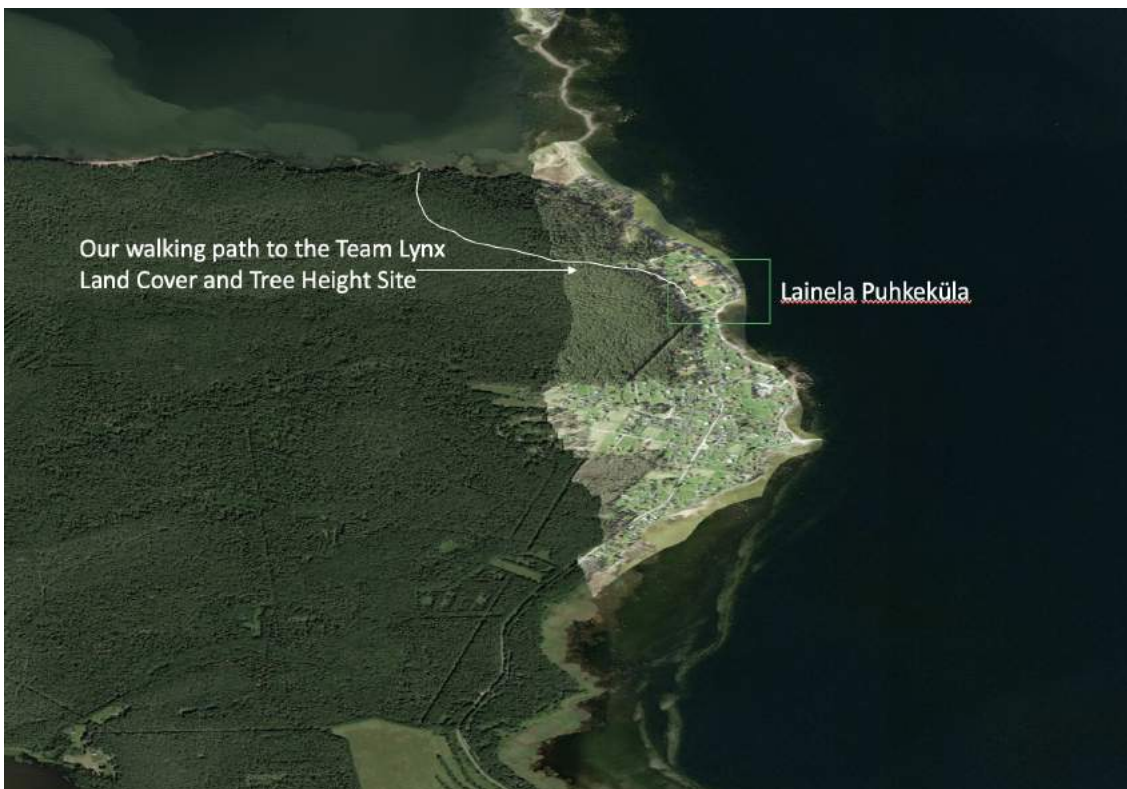 Our walking path to the Team Lynx
Land Cover and Tree Height Site
Lainela Puhkeküla